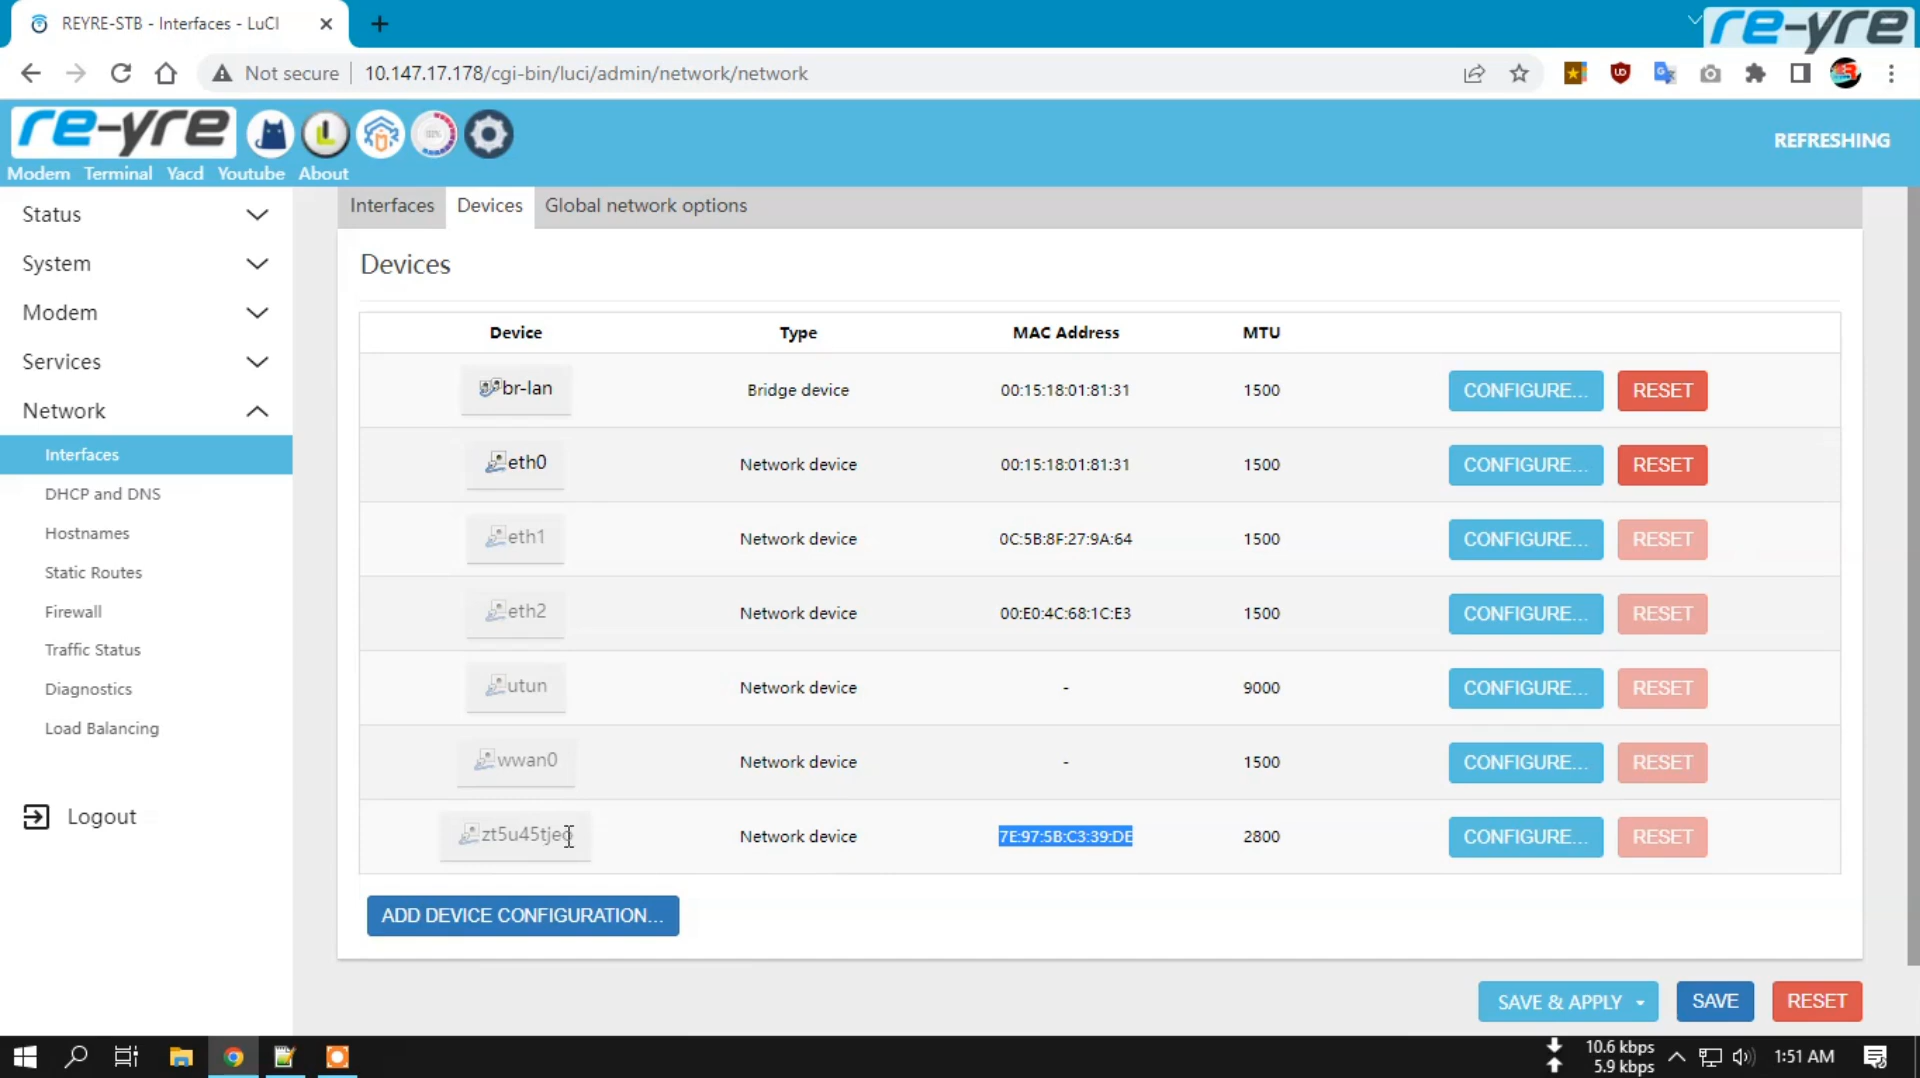 REYRE-STB - Interfaces - LuCI
re-yre
Not secure
10.147.17.178/cgi-bin/luci/admin/network/network
re-yre
REFRESHING
Modem Terminal Yacd Youtube About
Status
System
Modem
Services
Network
Interfaces
DHCP and DNS
Hostnames
Static Routes
Firewall
Traffic Status
Diagnostics
Load Balancing
Logout
Interfaces Devices Global network options
Devices
Device Type MAC Address MTU
br-lan Bridge device 00:15:18:01:81:31 1500 CONFIGURE... RESET
eth0 Network device 00:15:18:01:81:31 1500 CONFIGURE... RESET
eth1 Network device 0C:5B:8F:27:9A:64 1500 CONFIGURE... RESET
eth2 Network device 00:E0:4C:68:1C:E3 1500 CONFIGURE... RESET
utun Network device - 9000 CONFIGURE... RESET
wwan0 Network device - 1500 CONFIGURE... RESET
zt5u45tjeo Network device 7E:97:5B:C3:39:DE 2800 CONFIGURE... RESET
ADD DEVICE CONFIGURATION...
SAVE & APPLY SAVE RESET
10.6 kbps
5.9 kbps
1:51 AM